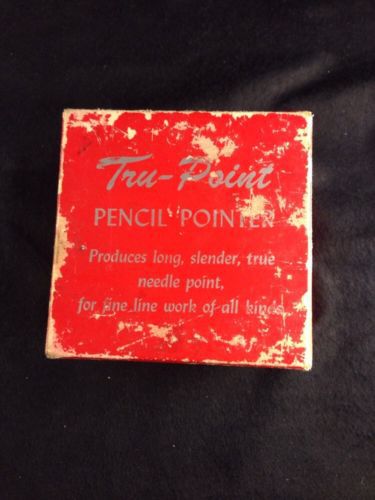 Tru-Point
PENCIL POINTER
Produces long, slender, true
needle point,
for fine line work of all kinds